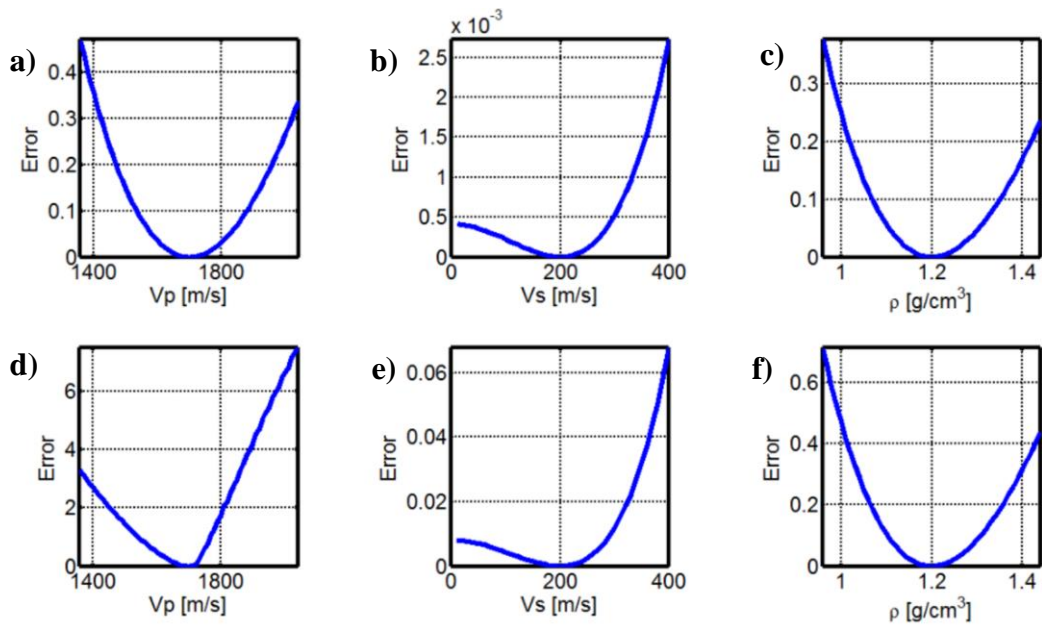 a)
0.4
0.3
0.2
0.1
0
Error
1400 1800
Vp [m/s]
b)
x 10⁻³
2.5
2
1.5
1
0.5
0
Error
0 200 400
Vs [m/s]
c)
0.3
0.2
0.1
0
Error
1 1.2 1.4
ρ [g/cm³]
d)
6
4
2
0
Error
1400 1800
Vp [m/s]
e)
0.06
0.04
0.02
0
Error
0 200 400
Vs [m/s]
f)
0.6
0.4
0.2
0
Error
1 1.2 1.4
ρ [g/cm³]